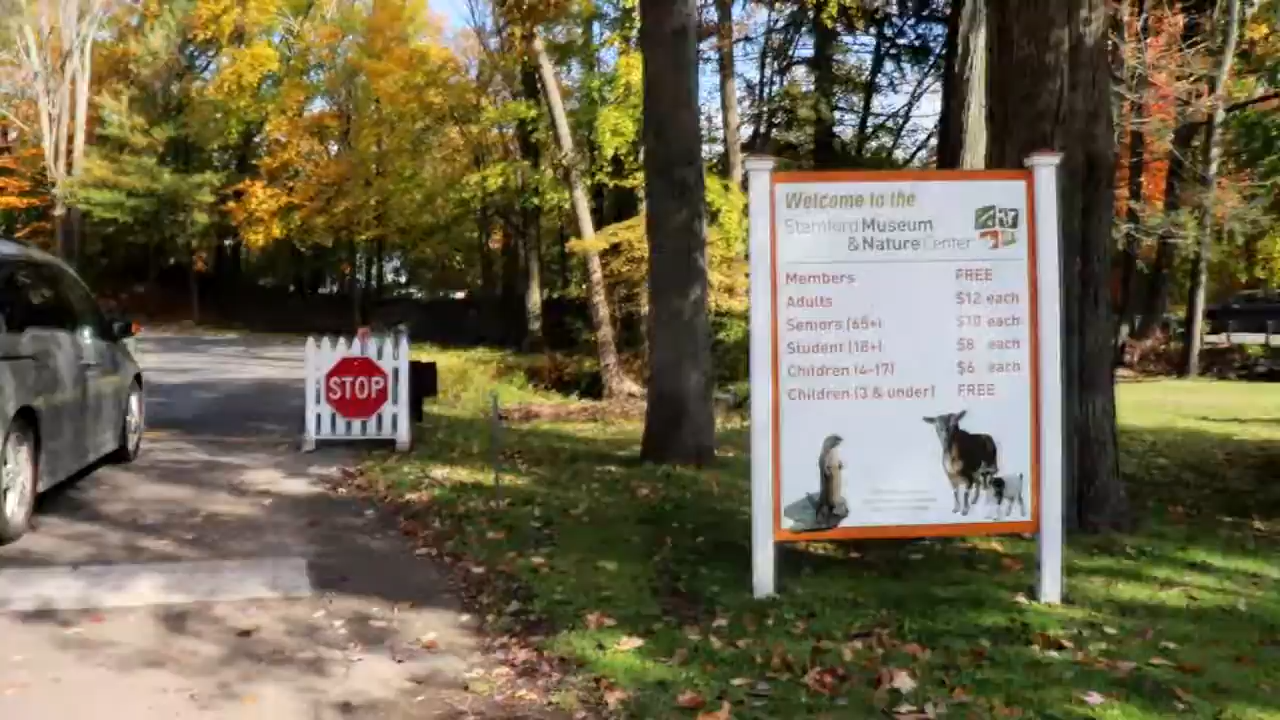 Welcome to the
Stamford Museum
& Nature Center
Members FREE
Adults $12 each
Seniors (65+) $10 each
Student (18+) $8 each
Children (4-17) $6 each
Children (3 & under) FREE
STOP